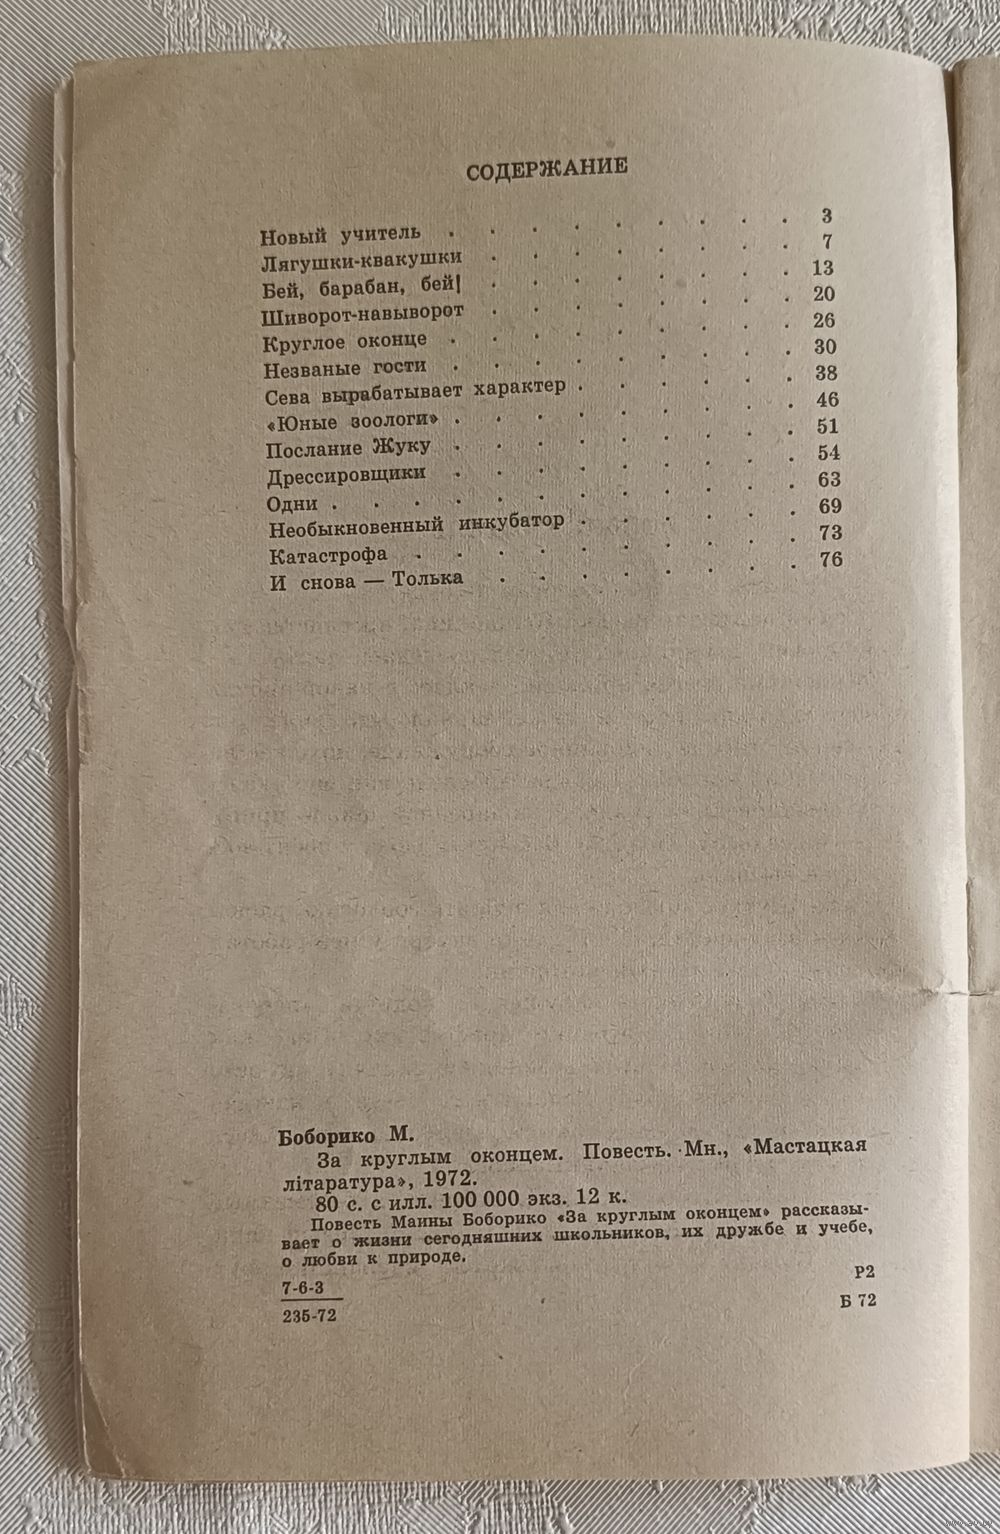 СОДЕРЖАНИЕ
Новый учитель . . . . . . . . . 3
Лягушки-квакушки . . . . . . . . 7
Бей, барабан, бей! . . . . . . . . 13
Шиворот-навыворот . . . . . . . . 20
Круглое оконце . . . . . . . . . 26
Незваные гости . . . . . . . . . 30
Сева вырабатывает характер . . . . . . 38
«Юные зоологи» . . . . . . . . . 46
Послание Жуку . . . . . . . . . 51
Дрессировщики . . . . . . . . . 54
Одни . . . . . . . . . . . . 63
Необыкновенный инкубатор . . . . . . 69
Катастрофа . . . . . . . . . . 73
И снова — Толька . . . . . . . . 76
Боборико М.
За круглым оконцем. Повесть. Мн., «Мастацкая
літаратура», 1972.
80 с. с илл. 100 000 экз. 12 к.
Повесть Маины Боборико «За круглым оконцем» рассказы-
вает о жизни сегодняшних школьников, их дружбе и учебе,
о любви к природе.
7-6-3 Р2
235-72 Б 72